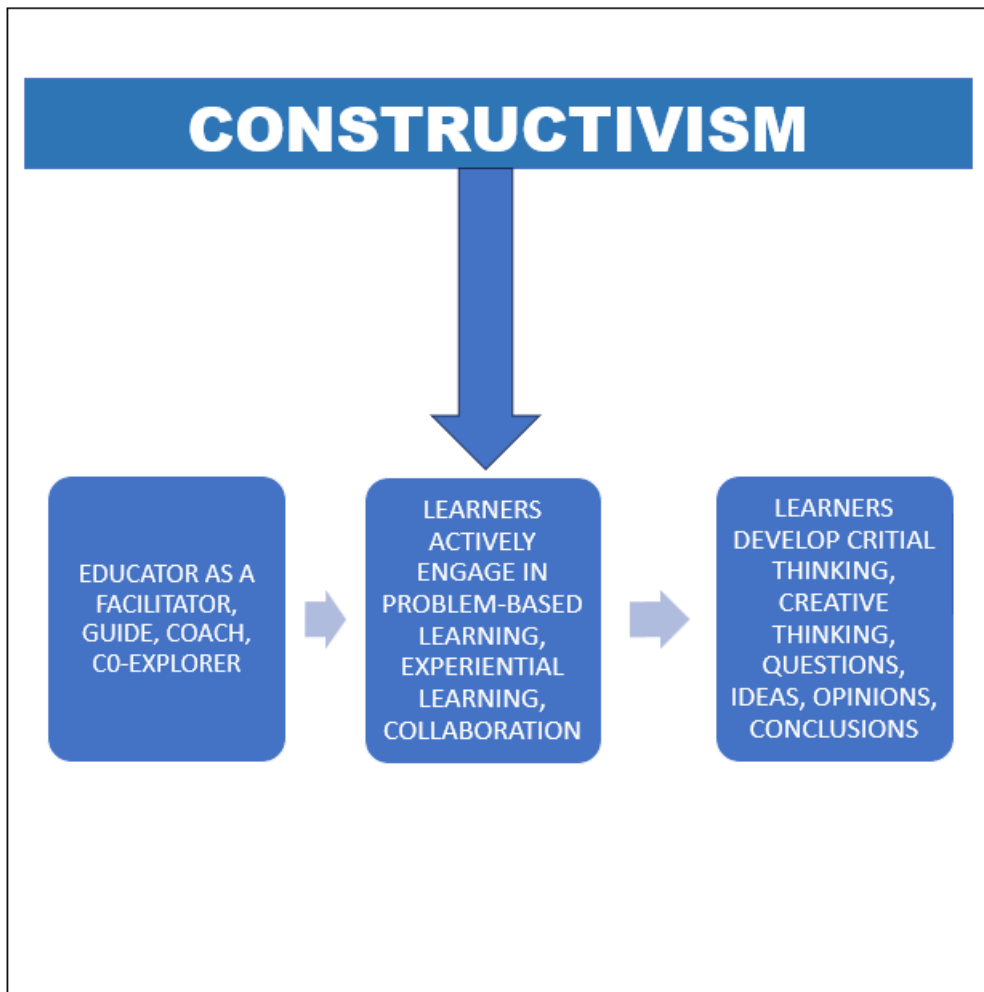 CONSTRUCTIVISM
EDUCATOR AS A
FACILITATOR,
GUIDE, COACH,
C0-EXPLORER
LEARNERS
ACTIVELY
ENGAGE IN
PROBLEM-BASED
LEARNING,
EXPERIENTIAL
LEARNING,
COLLABORATION
LEARNERS
DEVELOP CRITIAL
THINKING,
CREATIVE
THINKING,
QUESTIONS,
IDEAS, OPINIONS,
CONCLUSIONS